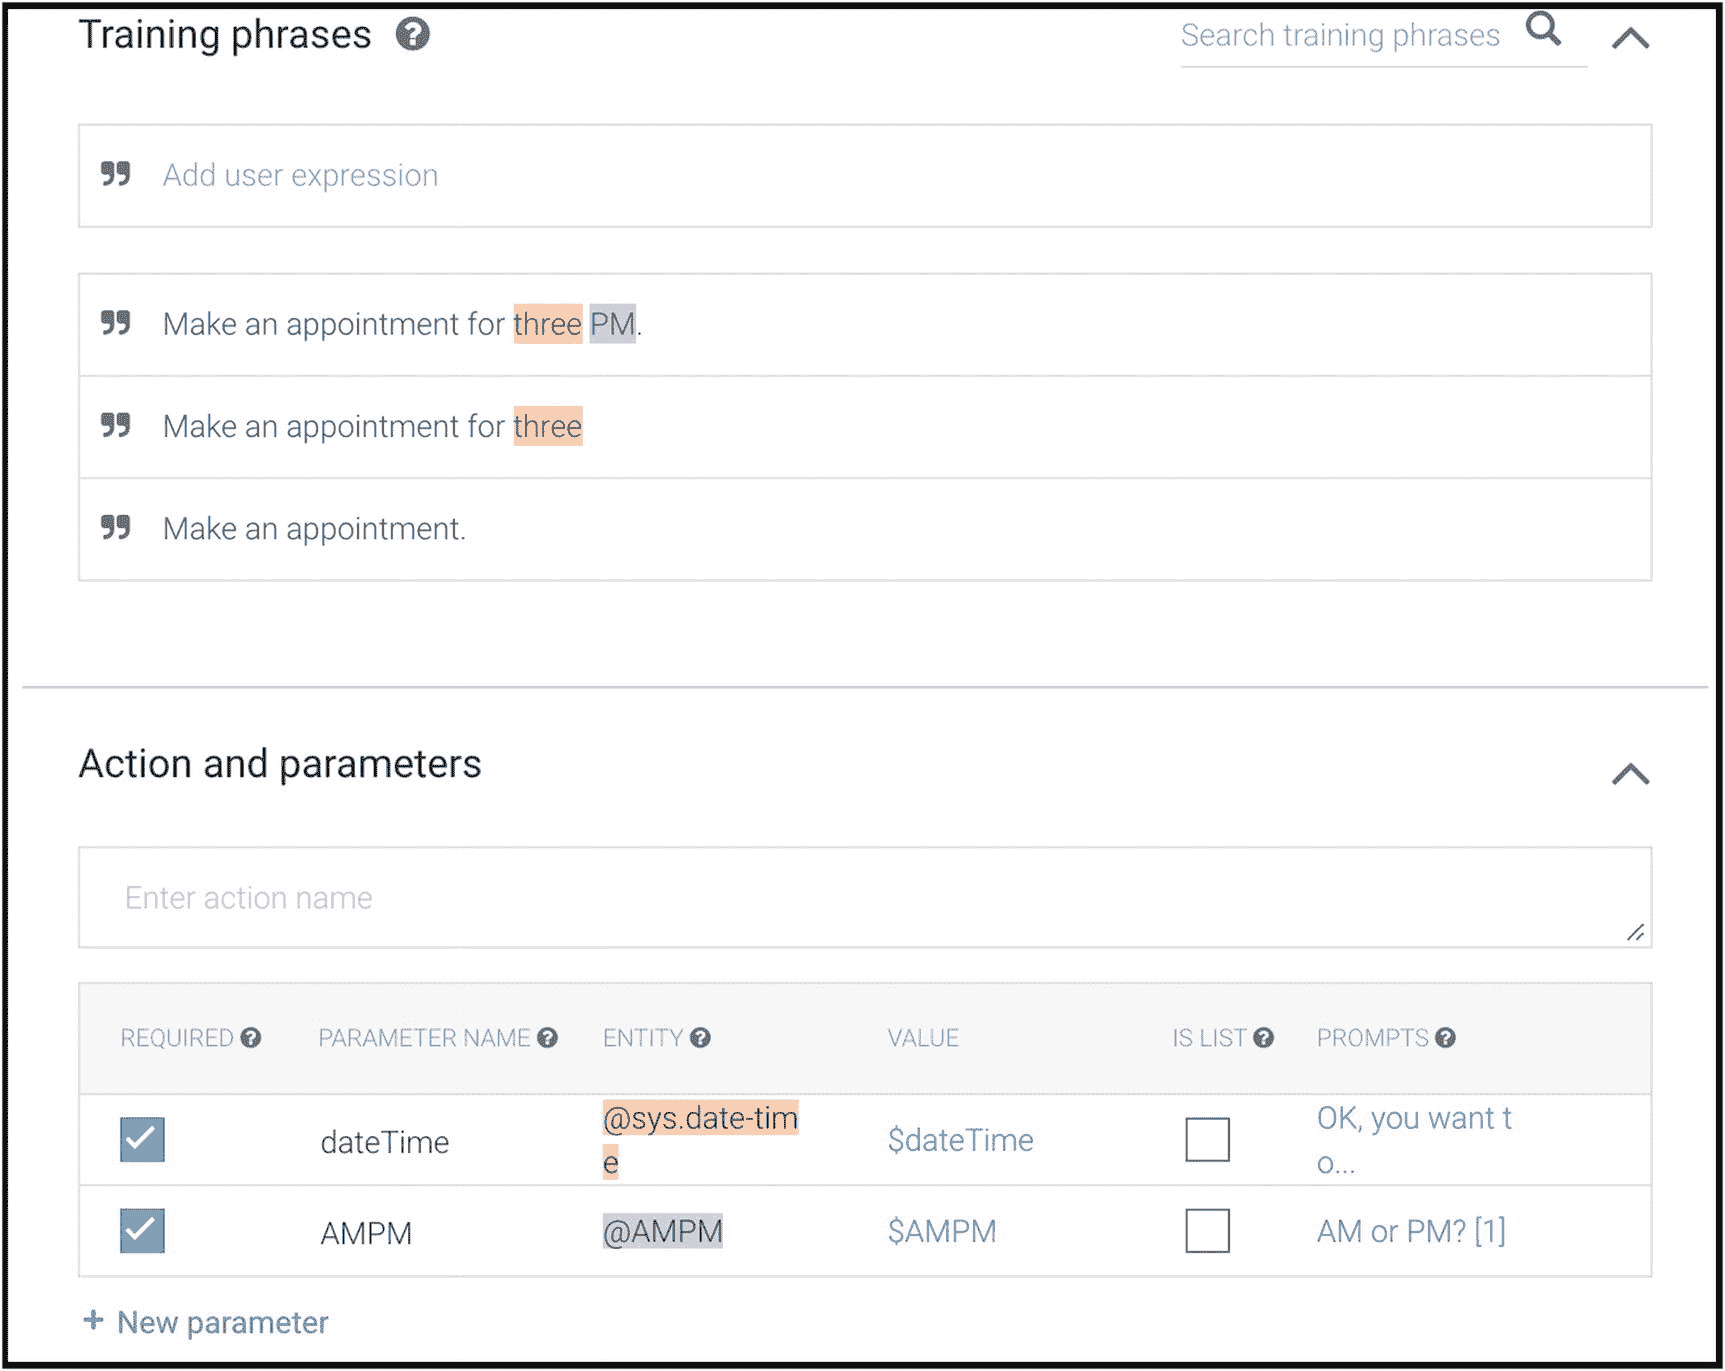 Training phrases
Search training phrases
Add user expression
Make an appointment for three PM.
Make an appointment for three
Make an appointment.
Action and parameters
Enter action name
REQUIRED PARAMETER NAME ENTITY VALUE IS LIST PROMPTS
dateTime @sys.date-tim $dateTime OK, you want t
e o...
AMPM @AMPM $AMPM AM or PM? [1]
+ New parameter